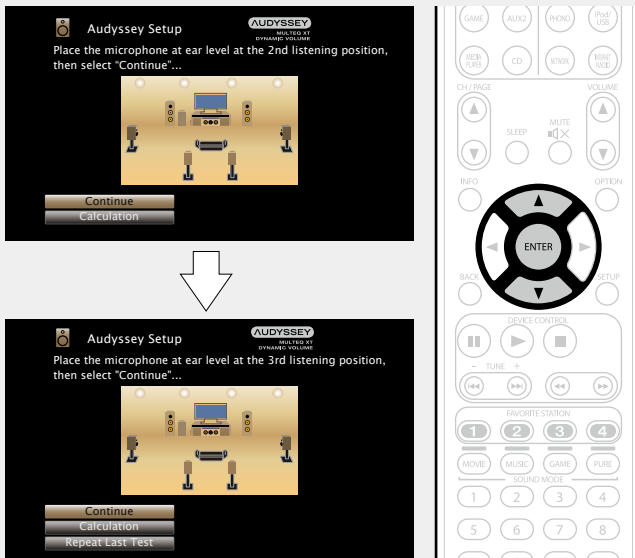 Audyssey Setup
AUDYSSEY
MULTEQ XT
DYNAMIC VOLUME
Place the microphone at ear level at the 2nd listening position,
then select "Continue"...
Continue
Calculation
Audyssey Setup
AUDYSSEY
MULTEQ XT
DYNAMIC VOLUME
Place the microphone at ear level at the 3rd listening position,
then select "Continue"...
Continue
Calculation
Repeat Last Test
GAME AUX2 PHONO iPod/
USB
MEDIA
PLAYER CD NETWORK INTERNET
RADIO
CH / PAGE VOLUME
MUTE
SLEEP
INFO OPTION
ENTER
BACK SETUP
DEVICE CONTROL
- TUNE +
FAVORITE STATION
1 2 3 4
MOVIE MUSIC GAME PURE
SOUND MODE
1 2 3 4
5 6 7 8